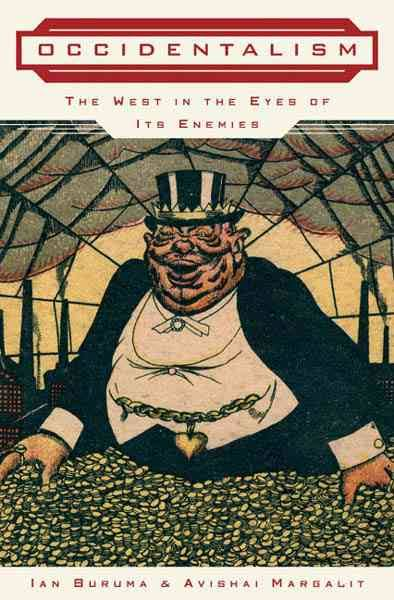 OCCIDENTALISM
THE WEST IN THE EYES OF
ITS ENEMIES
IAN BURUMA & AVISHAI MARGALIT